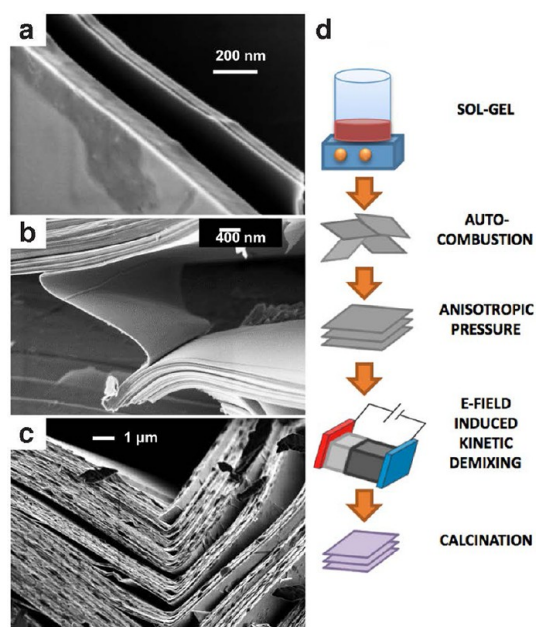 a
200 nm
b
400 nm
c
1 µm
d
SOL-GEL
AUTO-
COMBUSTION
ANISOTROPIC
PRESSURE
E-FIELD
INDUCED
KINETIC
DEMIXING
CALCINATION